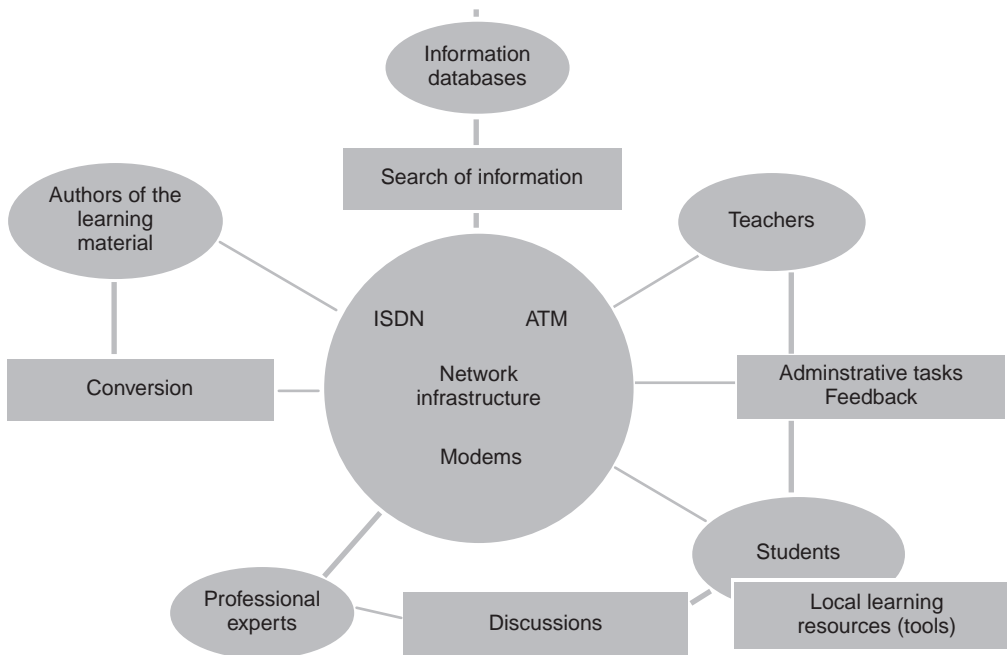 Information
databases
Search of information
Authors of the
learning
material
Teachers
ISDN
ATM
Network
infrastructure
Modems
Conversion
Adminstrative tasks
Feedback
Students
Professional
experts
Discussions
Local learning
resources (tools)